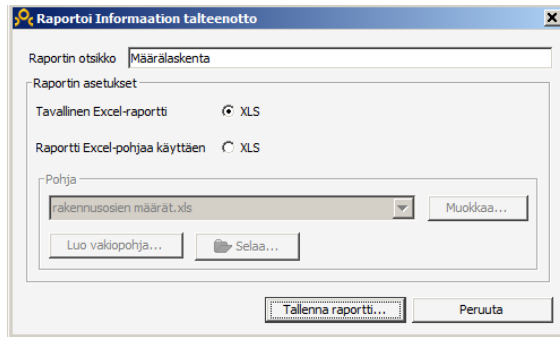 Raportoi Informaation talteenotto
Raportin otsikko Määrälaskenta
Raportin asetukset
Tavallinen Excel-raportti XLS
Raportti Excel-pohjaa käyttäen XLS
Pohja
rakennusosien määrät.xls Muokkaa...
Luo vakiopohja... Selaa...
Tallenna raportti... Peruuta